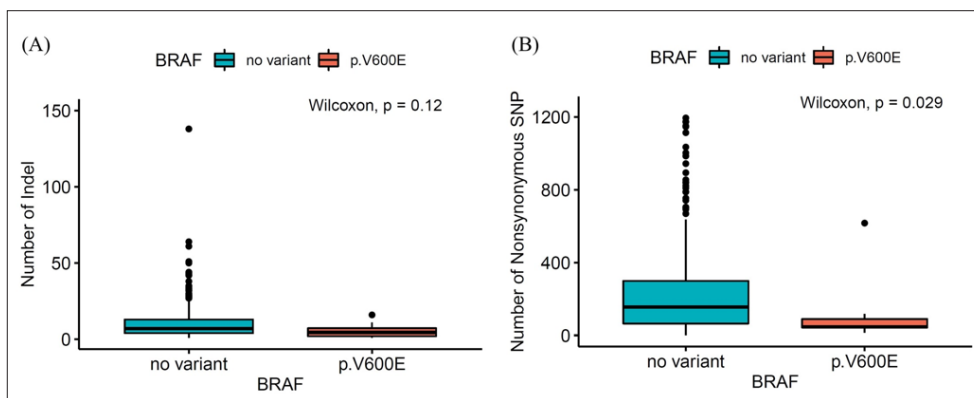 (A)
BRAF no variant p.V600E
Wilcoxon, p = 0.12
Number of Indel
150
100
50
0
no variant p.V600E
BRAF
(B)
BRAF no variant p.V600E
Wilcoxon, p = 0.029
Number of Nonsynonymous SNP
1200
800
400
0
no variant p.V600E
BRAF